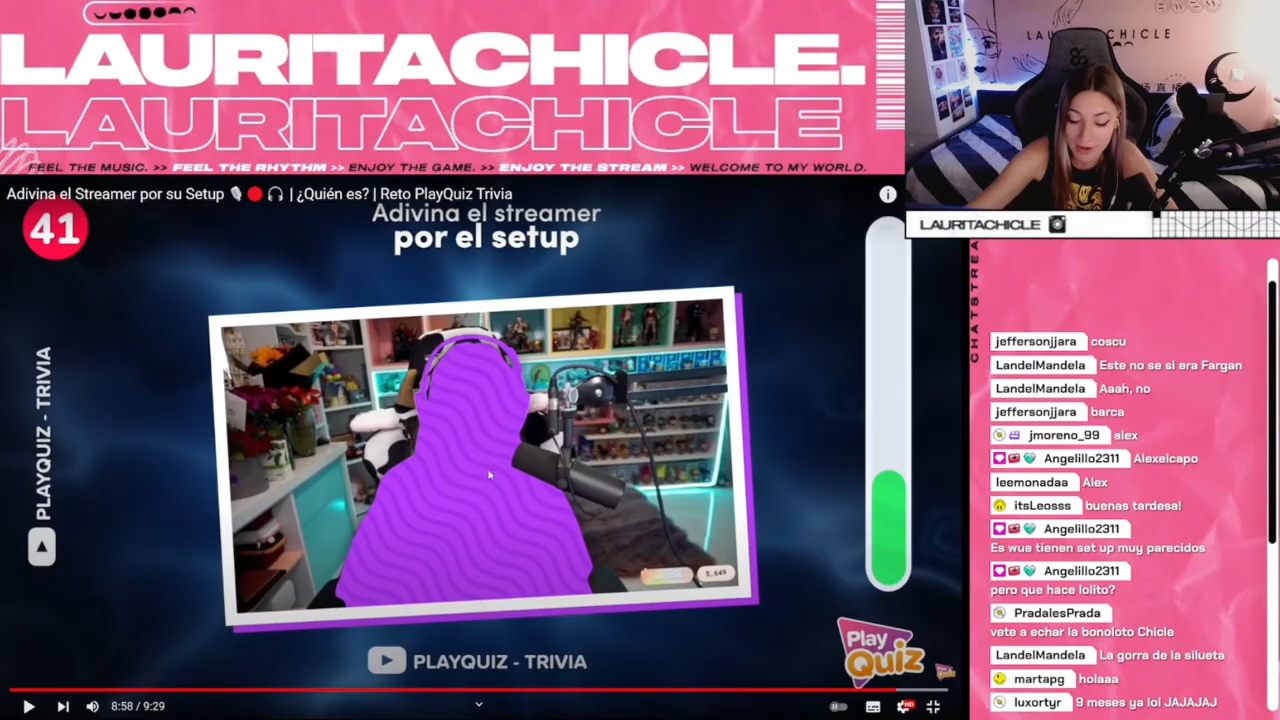 LAURITACHICLE.
LAURITACHICLE
FEEL THE MUSIC. >> FEEL THE RHYTHM >> ENJOY THE GAME. >> ENJOY THE STREAM >> WELCOME TO MY WORLD.
Adivina el Streamer por su Setup 🎙️🔴🎧 | ¿Quién es? | Reto PlayQuiz Trivia
41
Adivina el streamer
por el setup
PLAYQUIZ - TRIVIA
5.649
PLAYQUIZ - TRIVIA
Play
Quiz
8:58 / 9:29
HD
LAURITACHICLE
jeffersonjjara coscu
LandelMandela Este no se si era Fargan
LandelMandela Aaah, no
jeffersonjjara barca
jmoreno_99 alex
Angelillo2311 Alexelcapo
leemonadaa Alex
itsLeosss buenas tardesa!
Angelillo2311
Es wue tienen set up muy parecidos
Angelillo2311
pero que hace lolito?
PradalesPrada
vete a echar la bonoloto Chicle
LandelMandela La gorra de la silueta
martapg holaaa
luxortyr 9 meses ya lol JAJAJAJ